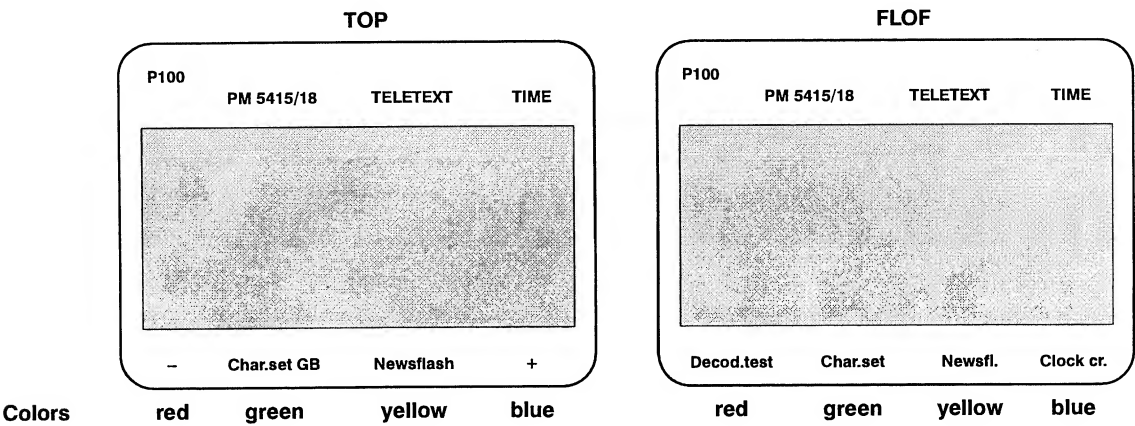 TOP FLOF
P100 P100
PM 5415/18 TELETEXT TIME PM 5415/18 TELETEXT TIME
– Char.set GB Newsflash + Decod.test Char.set Newsfl. Clock cr.
Colors red green yellow blue red green yellow blue